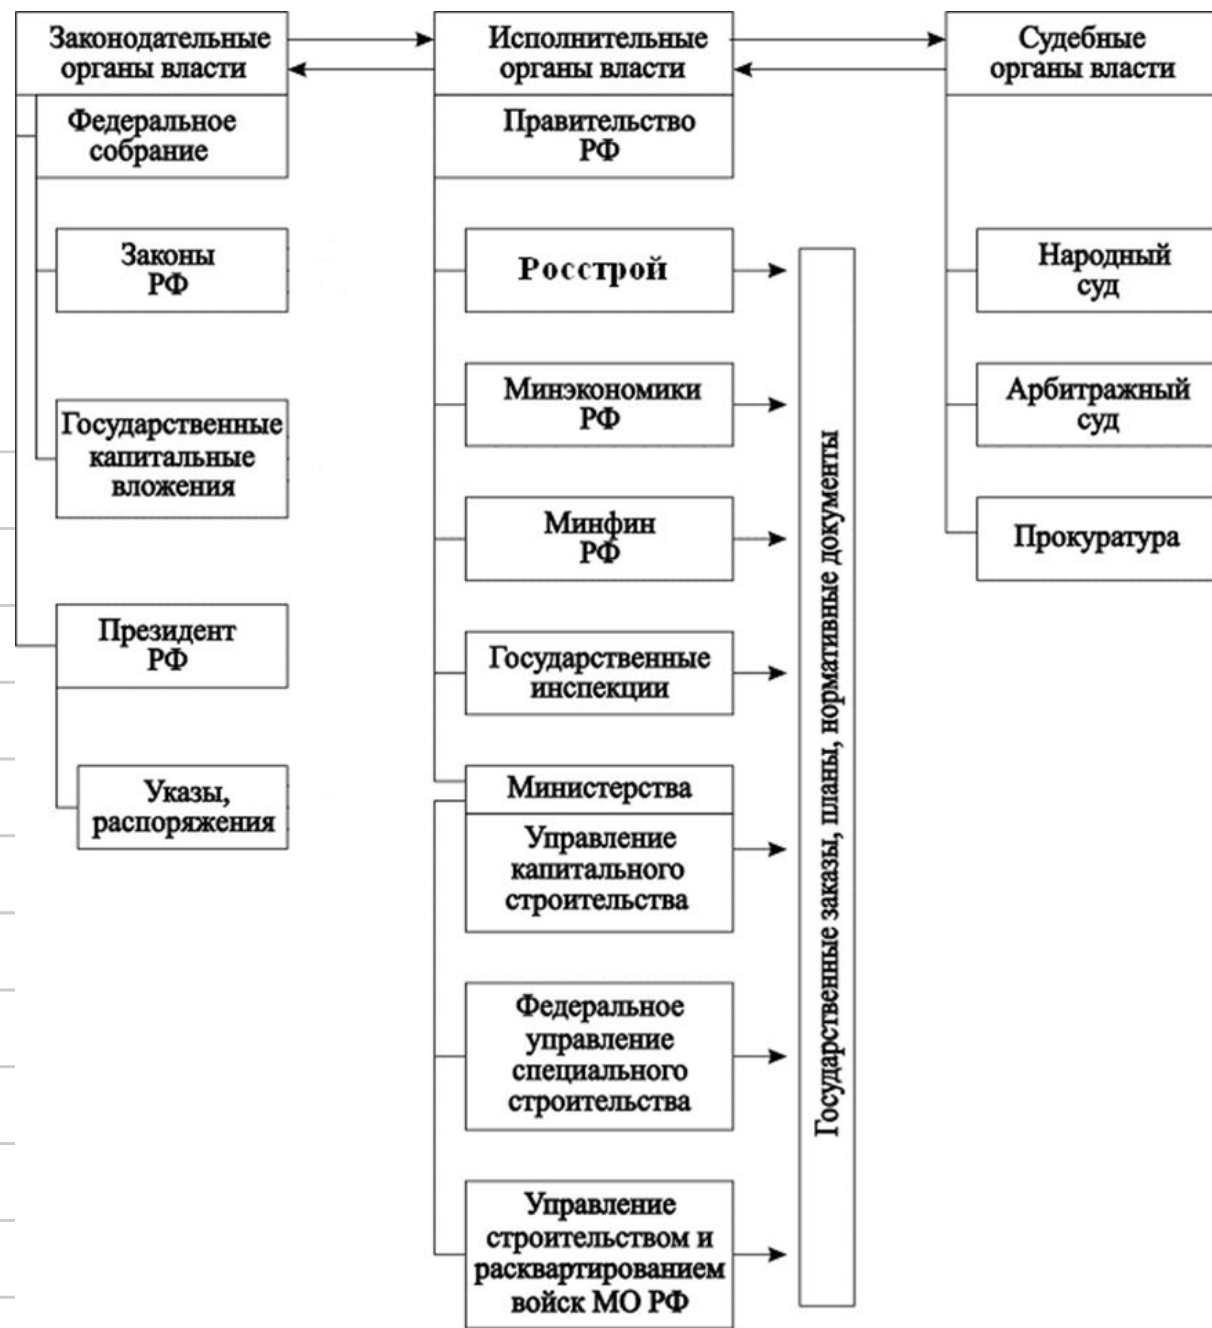 Законодательные
органы власти
Федеральное
собрание
Законы
РФ
Государственные
капитальные
вложения
Президент
РФ
Указы,
распоряжения
Исполнительные
органы власти
Правительство
РФ
Росстрой
Минэкономики
РФ
Минфин
РФ
Государственные
инспекции
Министерства
Управление
капитального
строительства
Федеральное
управление
специального
строительства
Управление
строительством и
расквартированием
войск МО РФ
Государственные заказы, планы, нормативные документы
Судебные
органы власти
Народный
суд
Арбитражный
суд
Прокуратура